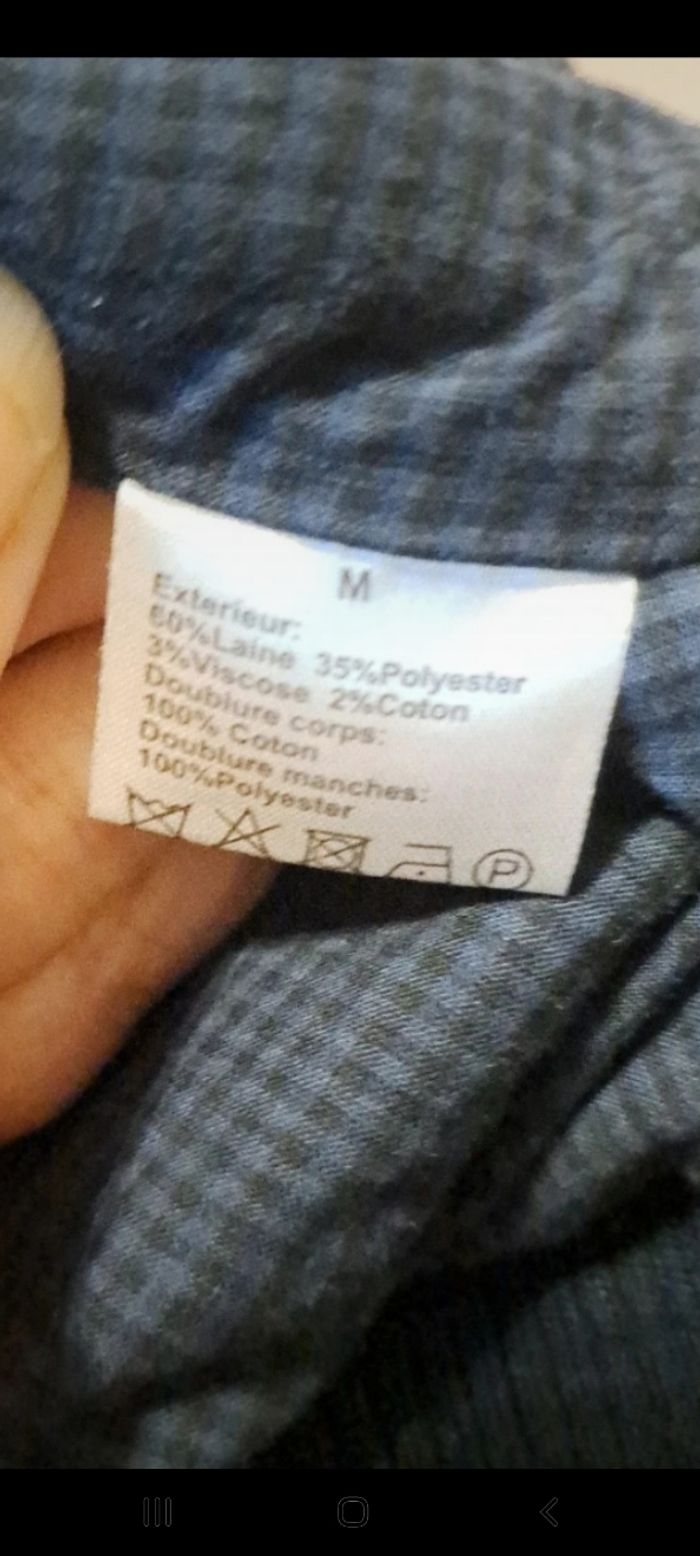 M
Exterieur:
60%Laine 35%Polyester
3%Viscose 2%Coton
Doublure corps:
100% Coton
Doublure manches:
100%Polyester
P